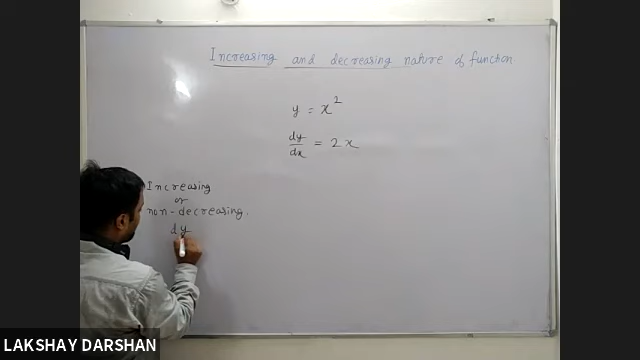 Increasing and decreasing nature of function
y = x²
dy/dx = 2x
Increasing
or
non-decreasing.
dy
LAKSHAY DARSHAN